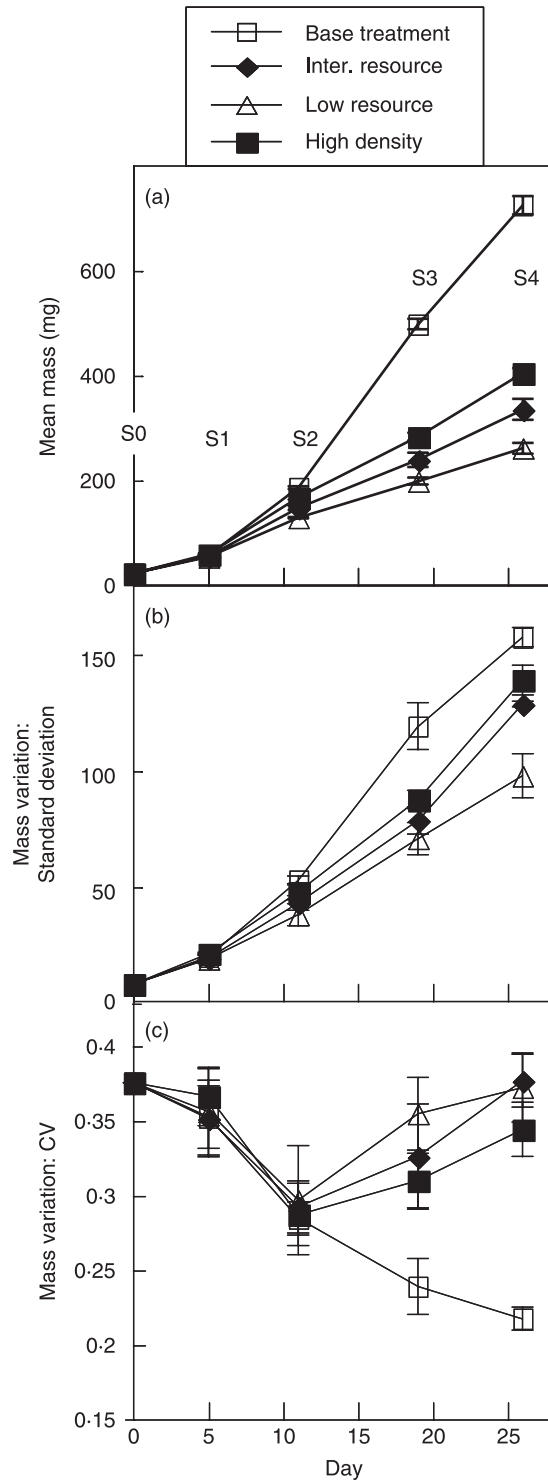 Base treatment
Inter. resource
Low resource
High density
(a)
600
400
200
0
Mean mass (mg)
S0
S1
S2
S3
S4
(b)
150
100
50
0
Mass variation:
Standard deviation
(c)
0·4
0·35
0·3
0·25
0·2
0·15
Mass variation: CV
0
5
10
15
20
25
Day